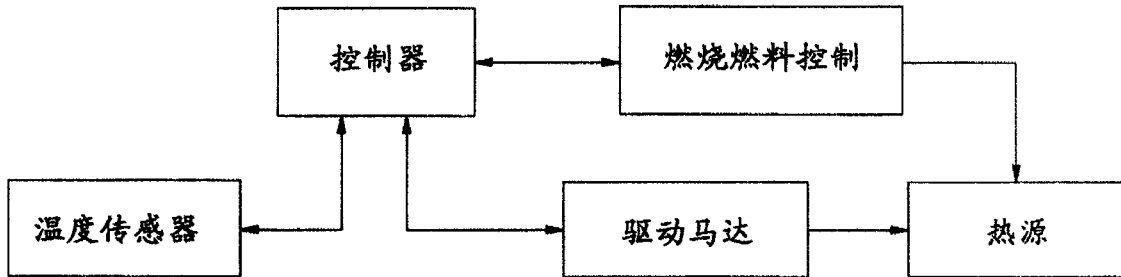 控制器
燃烧燃料控制
温度传感器
驱动马达
热源